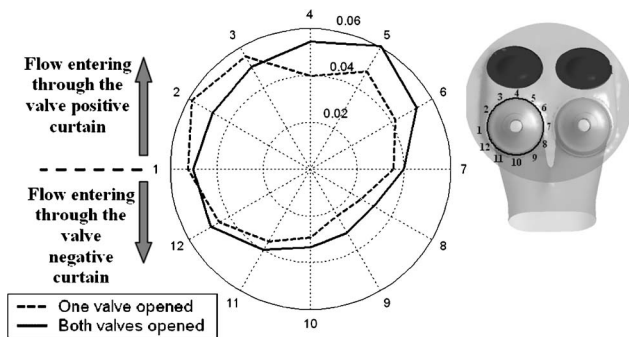 Flow entering
through the
valve positive
curtain
Flow entering
through the
valve
negative
curtain
4
0.06
3
5
0.04
2
6
0.02
1
7
12
8
11
9
10
One valve opened
Both valves opened
4
3
5
2
6
1
7
12
8
11
9
10